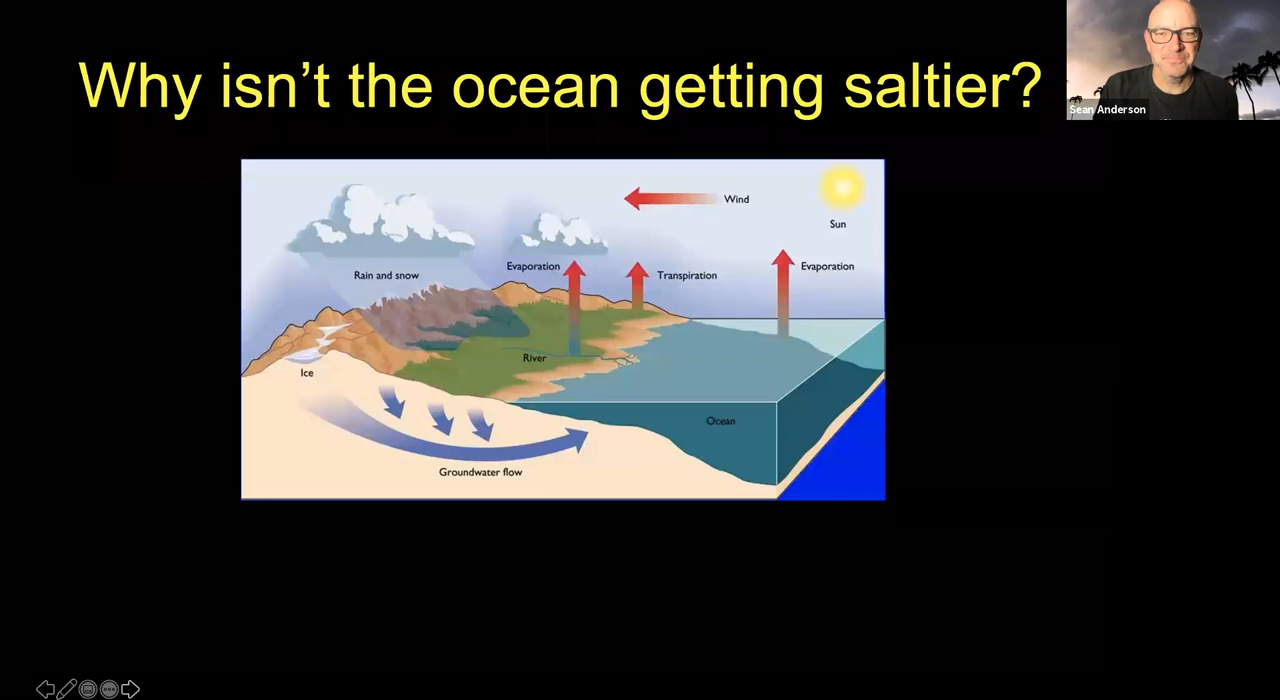 Why isn't the ocean getting saltier?
Sean Anderson
Wind
Sun
Rain and snow
Evaporation
Transpiration
Evaporation
River
Ice
Ocean
Groundwater flow